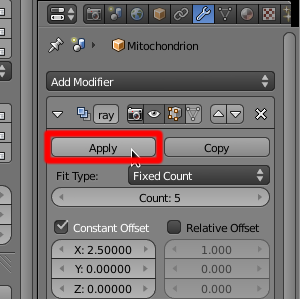 Mitochondrion
Add Modifier
ray
Apply Copy
Fit Type: Fixed Count
Count: 5
Constant Offset Relative Offset
X: 2.50000 1.000
Y: 0.00000 0.000
Z: 0.00000 0.000